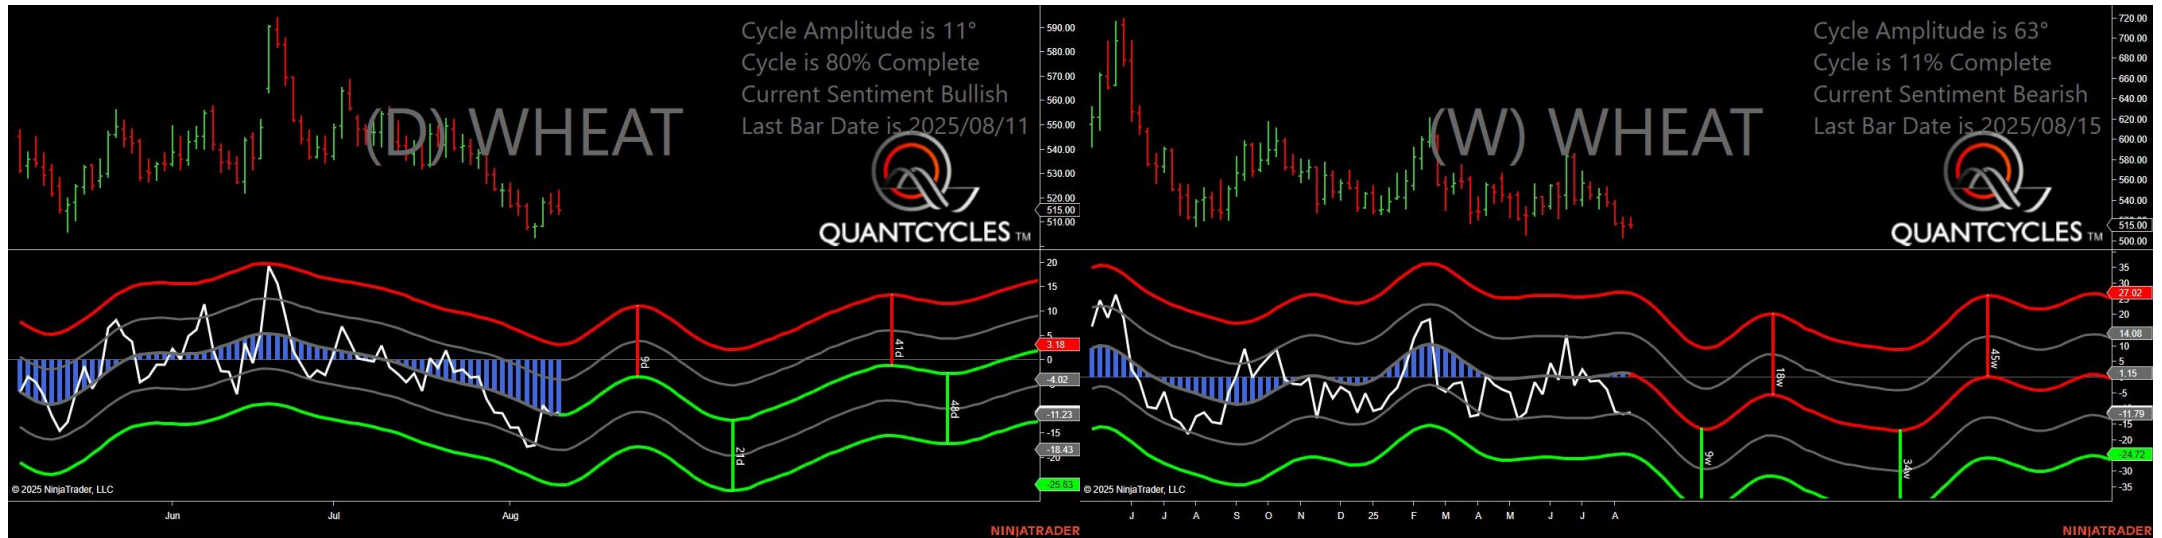 Cycle Amplitude is 11°
Cycle is 80% Complete
Current Sentiment Bullish
Last Bar Date is 2025/08/11
(D) WHEAT
QUANTCYCLES TM
590.00
580.00
570.00
560.00
550.00
540.00
530.00
520.00
515.00
510.00
20
15
10
5
3.18
0
-4.02
-11.23
-15
-18.43
-20
-25.63
9d
21d
41d
48d
© 2025 NinjaTrader, LLC
Jun Jul Aug
NINJATRADER
Cycle Amplitude is 63°
Cycle is 11% Complete
Current Sentiment Bearish
Last Bar Date is 2025/08/15
(W) WHEAT
QUANTCYCLES TM
720.00
700.00
680.00
660.00
640.00
620.00
600.00
580.00
560.00
540.00
515.00
500.00
35
30
27.02
20
14.08
10
5
1.15
-5
-11.79
-15
-20
-24.72
-30
-35
9w
18w
34w
45w
© 2025 NinjaTrader, LLC
J J A S O N D 25 F M A M J J A
NINJATRADER